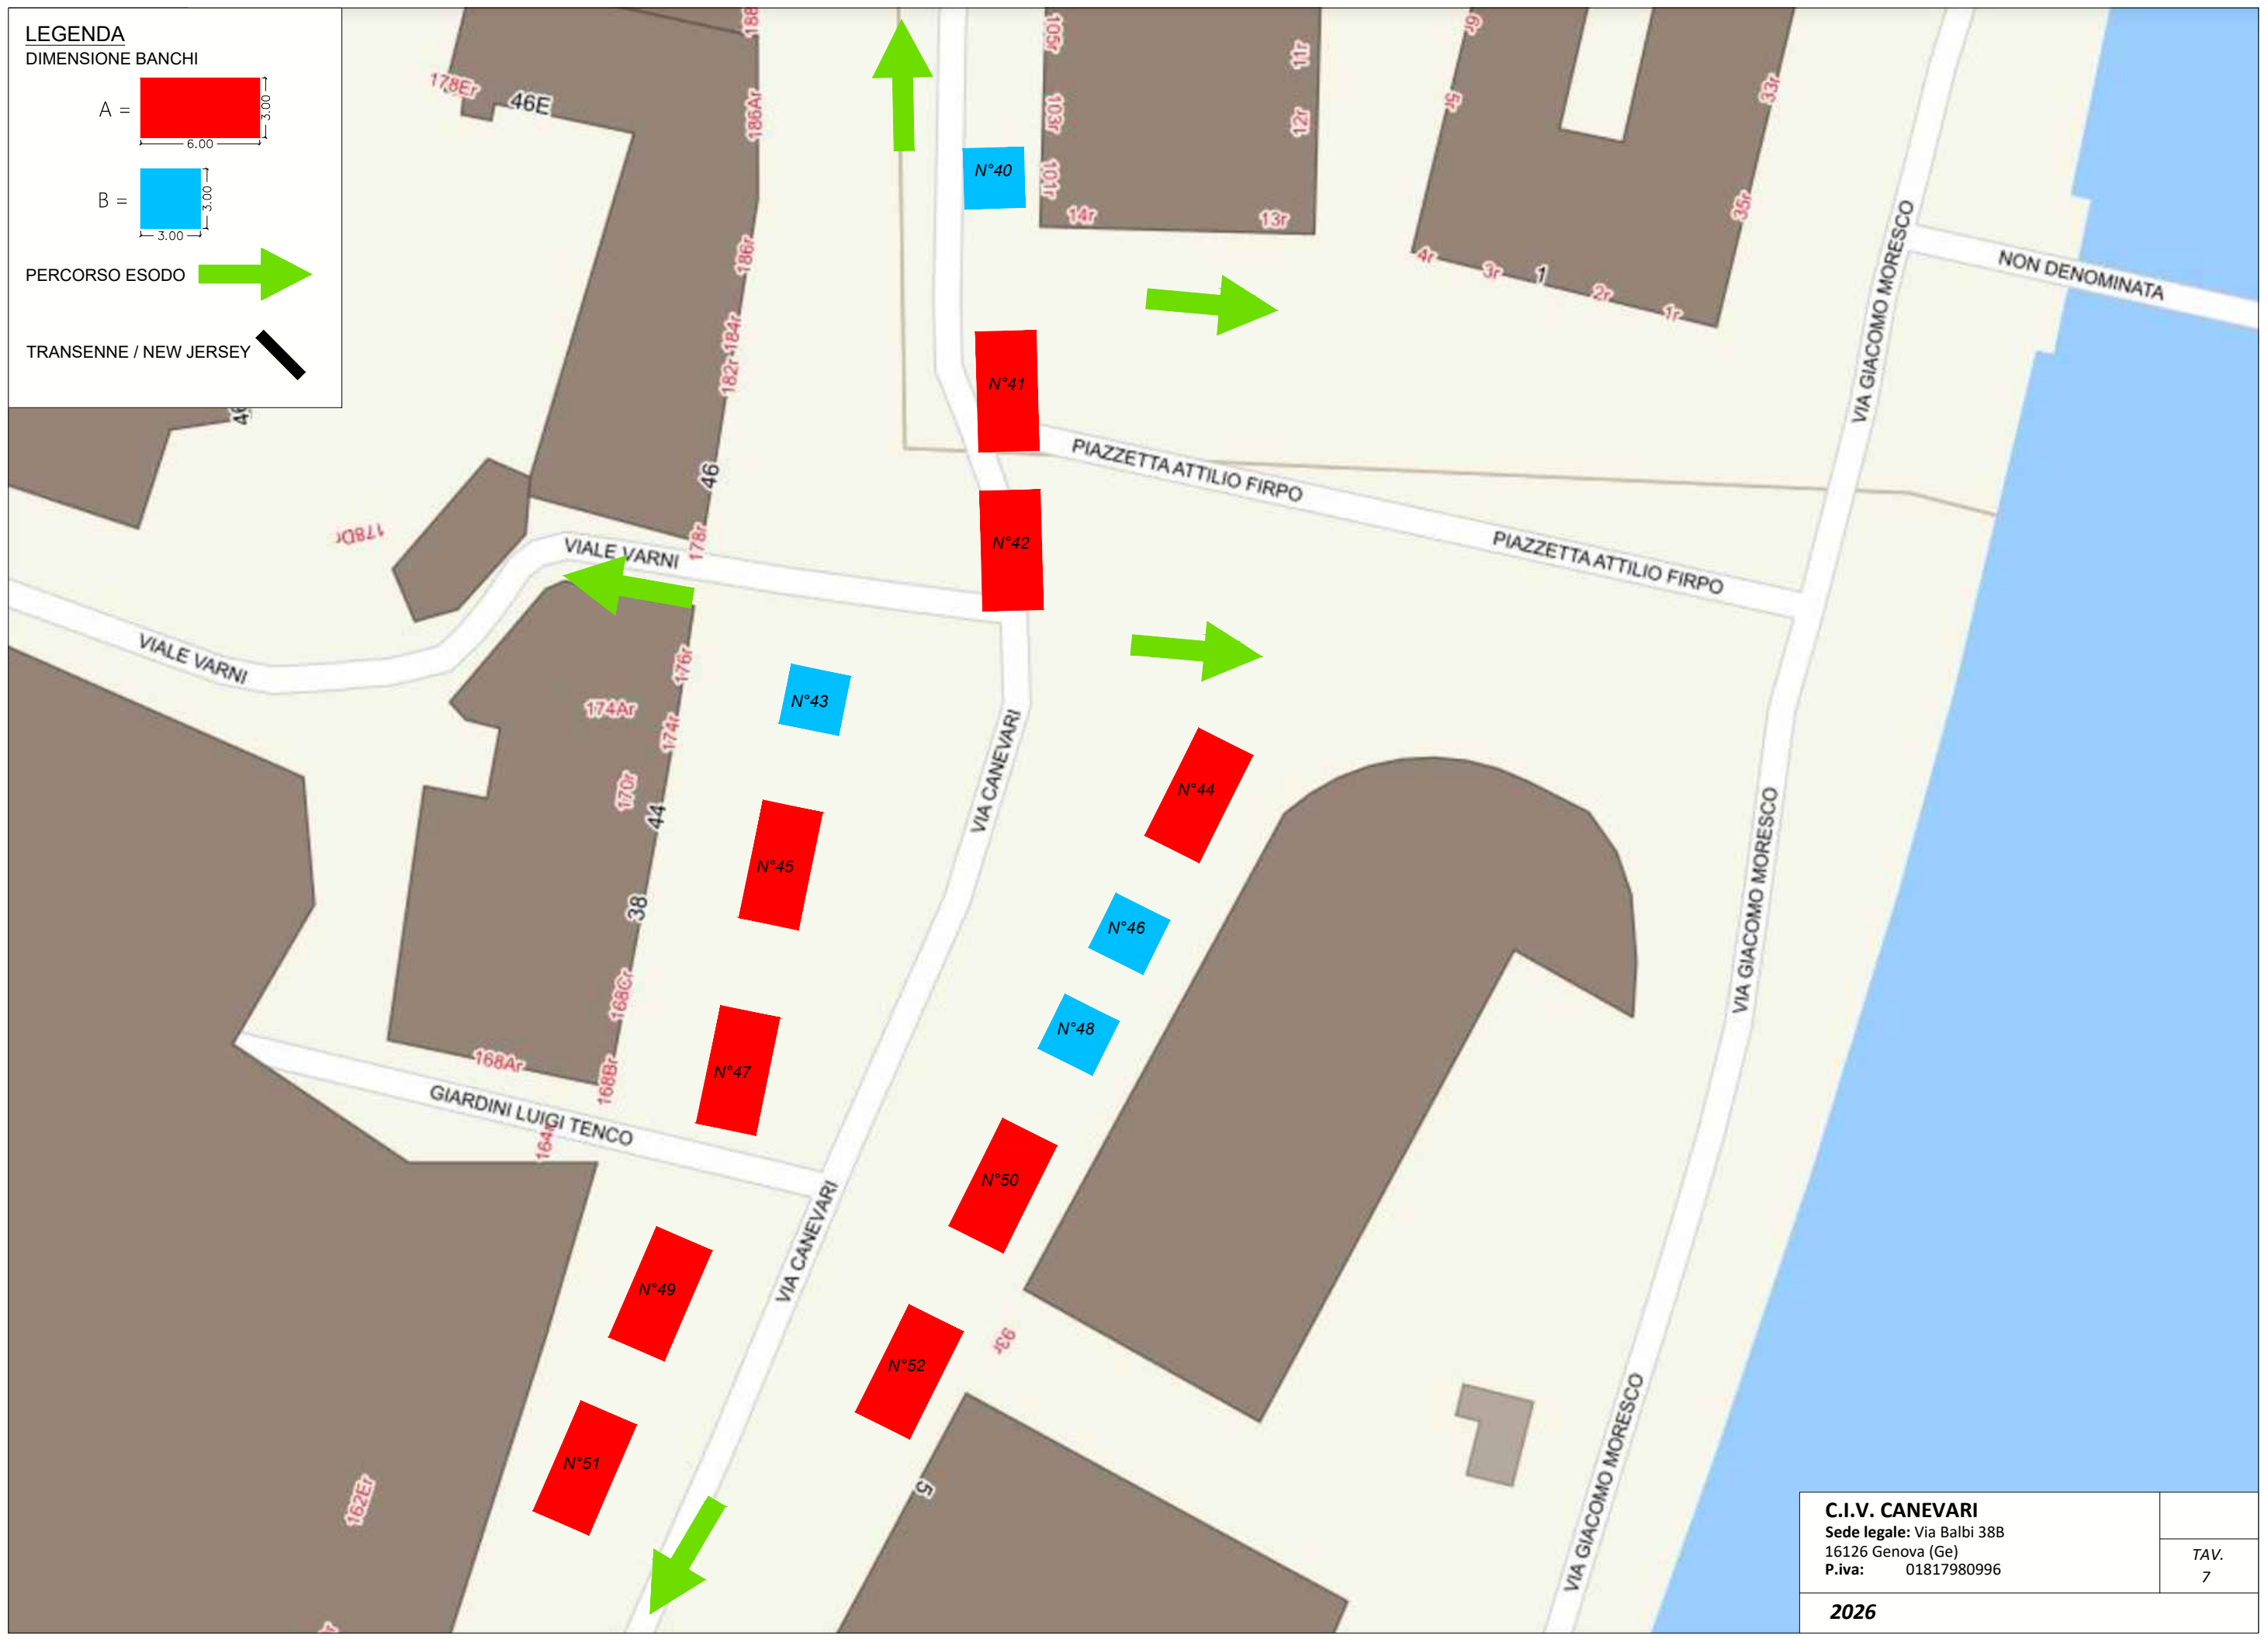 LEGENDA
DIMENSIONE BANCHI
A =
3.00
6.00
B =
3.00
3.00
PERCORSO ESODO
TRANSENNE / NEW JERSEY
188
178Er
46E
186Ar
186r
184r
182r
46
178r
178Dr
105r
103r
101r
11r
12r
14r
13r
6r
5r
33r
35r
4r
3r
1
2r
1r
N°40
N°41
N°42
N°43
N°44
N°45
N°46
N°47
N°48
N°49
N°50
N°51
N°52
VIA GIACOMO MORESCO
NON DENOMINATA
PIAZZETTA ATTILIO FIRPO
PIAZZETTA ATTILIO FIRPO
VIALE VARNI
VIALE VARNI
176r
174Ar
174r
170r
44
38
168Cr
168Ar
168Br
GIARDINI LUIGI TENCO
164r
VIA CANEVARI
VIA CANEVARI
VIA GIACOMO MORESCO
VIA GIACOMO MORESCO
93r
5
162Er
C.I.V. CANEVARI
Sede legale: Via Balbi 38B
16126 Genova (Ge)
P.iva: 01817980996
TAV.
7
2026